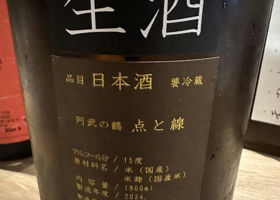 生酒
品目 日本酒 要冷蔵
阿武の鶴 点と線
アルコール分 / 15度
原材料名 / 米(国産)
米麹(国産米)
内容量 / 1800ml
製造年度 / 2024.